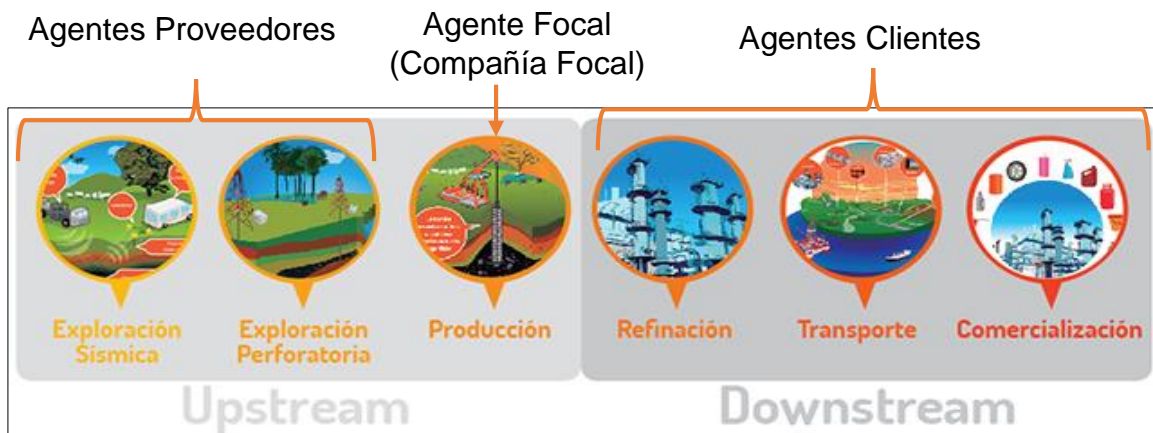 Agentes Proveedores
Agente Focal
(Compañía Focal)
Agentes Clientes
Exploración
Sísmica
Exploración
Perforatoria
Producción
Refinación
Transporte
Comercialización
Upstream
Downstream